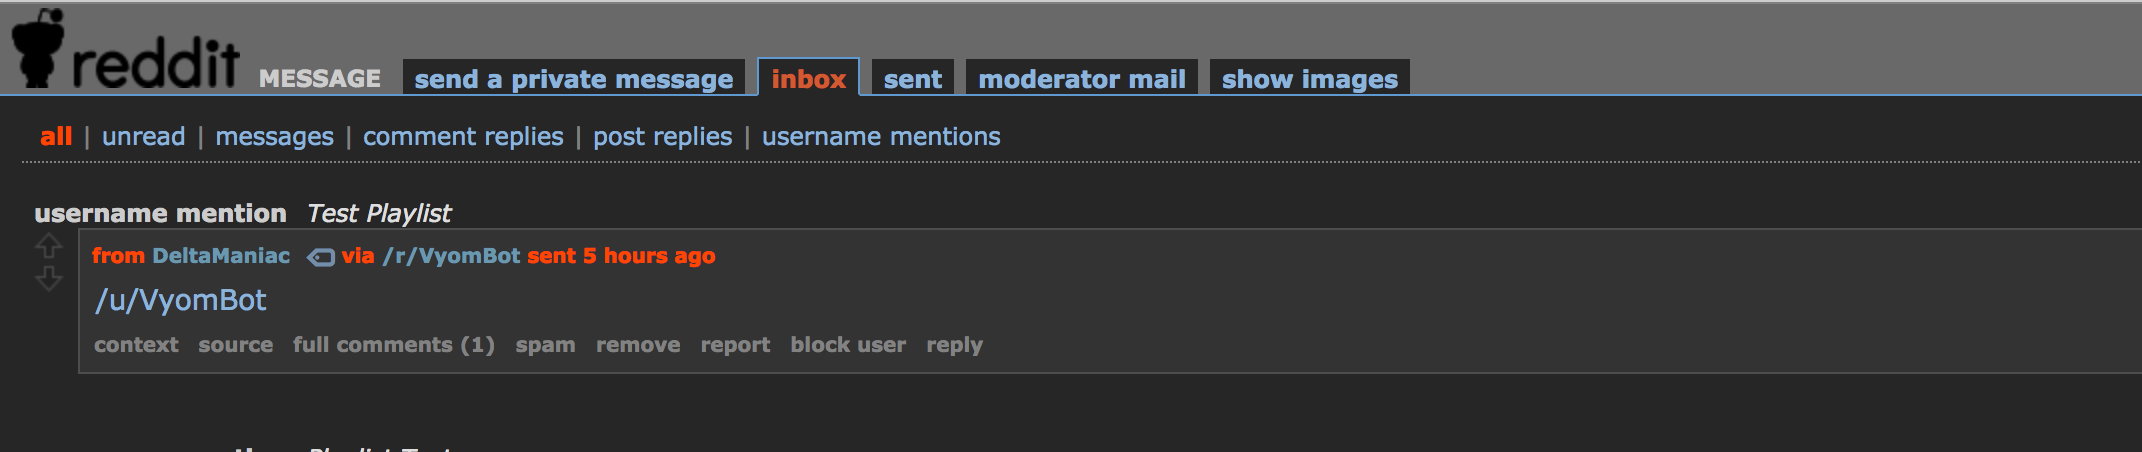 reddit MESSAGE send a private message inbox sent moderator mail show images
all | unread | messages | comment replies | post replies | username mentions
username mention Test Playlist
from DeltaManiac via /r/VyomBot sent 5 hours ago
/u/VyomBot
context source full comments (1) spam remove report block user reply